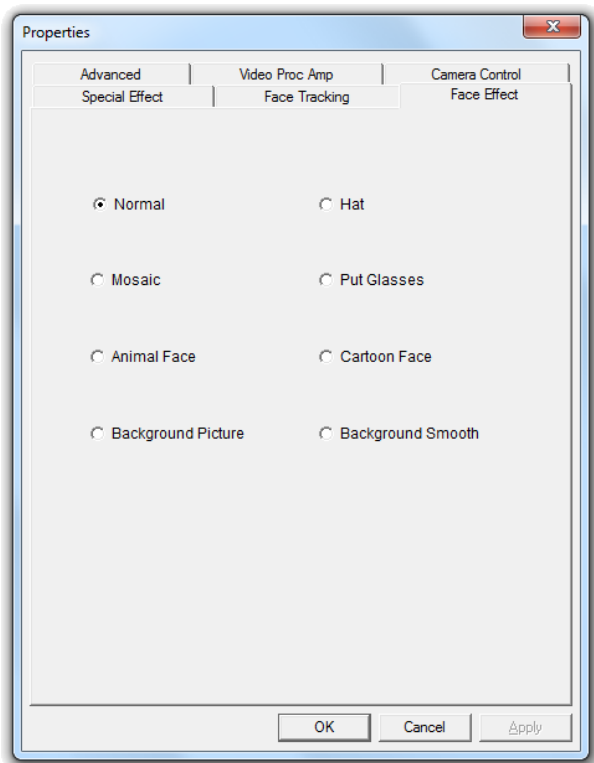 Properties
Advanced Video Proc Amp Camera Control
Special Effect Face Tracking Face Effect
Normal Hat
Mosaic Put Glasses
Animal Face Cartoon Face
Background Picture Background Smooth
OK Cancel Apply